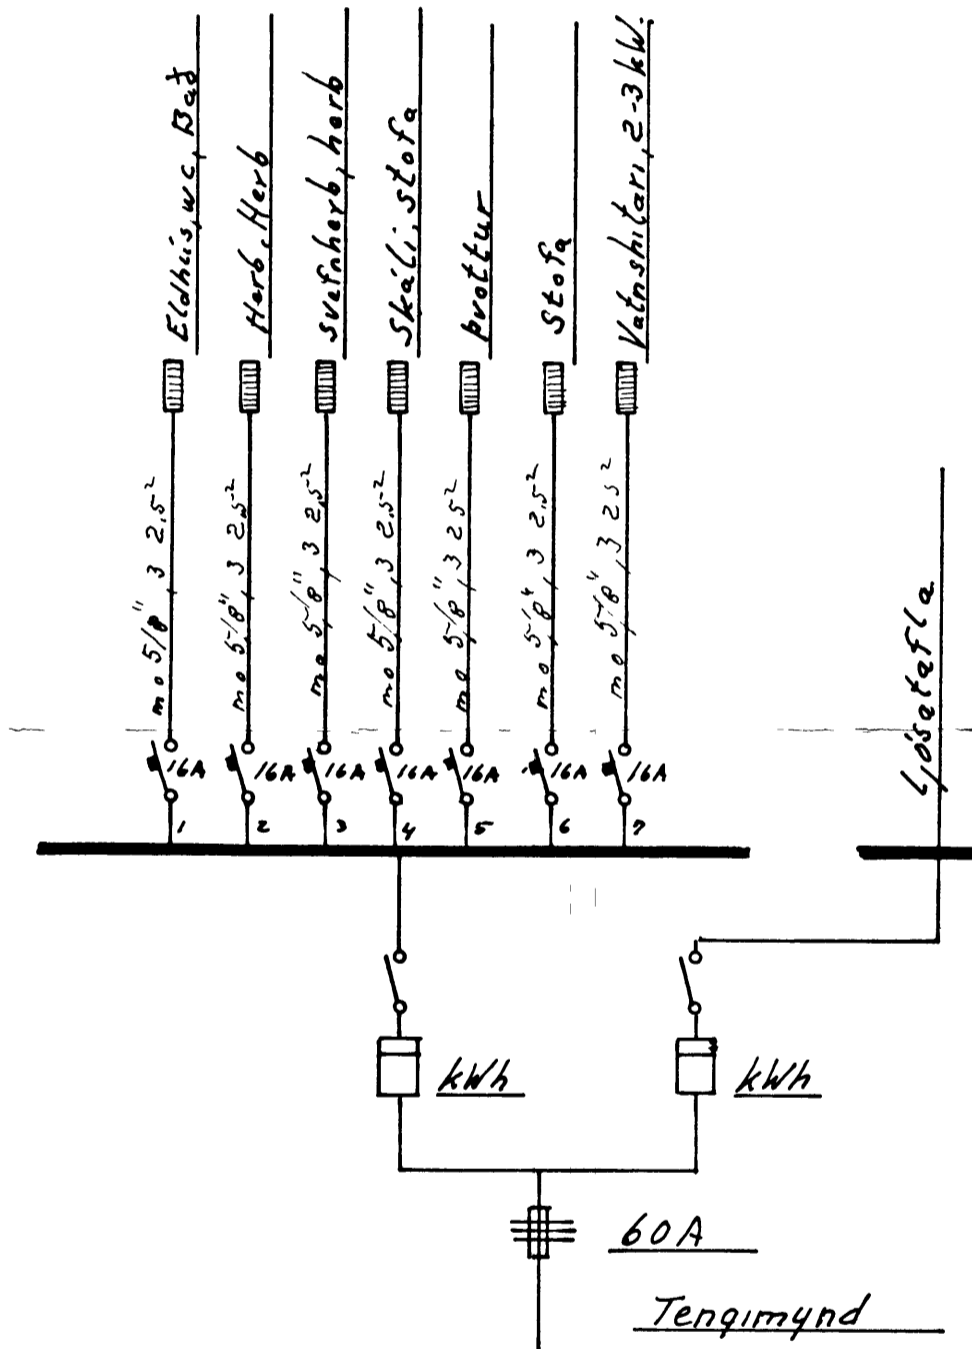 Eldhús, wc, Bað
Herb, Herb
svefnherb, herb
Skáli, stofa
þvottur
Stofa
Vatnshitari, 2-3 kW.
mo 5/8", 3 2.5²
mo 5/8", 3 2.5²
mo 5/8", 3 2.5²
mo 5/8", 3 2.5²
mo 5/8", 3 2 5²
mo 5/8", 3 2.5²
mo 5/8", 3 2 5²
Ljósatafla
16A
16A
16A
16A
16A
16A
16A
1 2 3 4 5 6 7
kWh
kWh
60A
Tengimynd